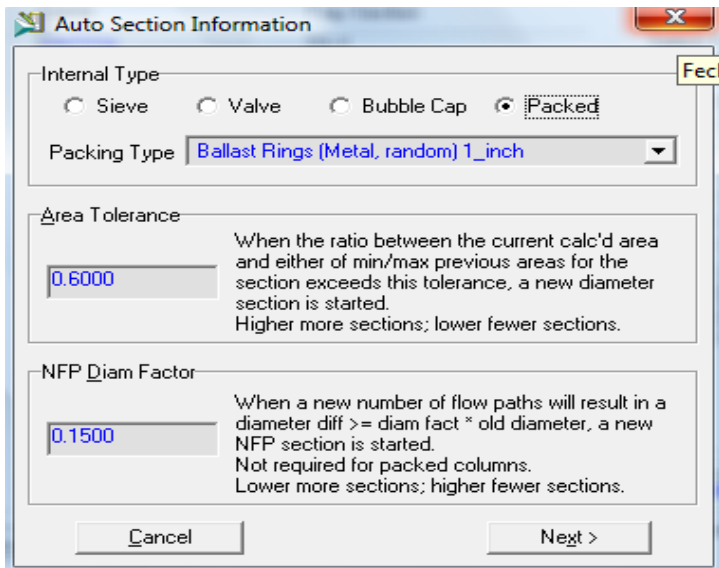 Auto Section Information
x
Fecl
Internal Type
Sieve Valve Bubble Cap Packed
Packing Type Ballast Rings (Metal, random) 1_inch
Area Tolerance
0.6000
When the ratio between the current calc'd area
and either of min/max previous areas for the
section exceeds this tolerance, a new diameter
section is started.
Higher more sections; lower fewer sections.
NFP Diam Factor
0.1500
When a new number of flow paths will result in a
diameter diff >= diam fact * old diameter, a new
NFP section is started.
Not required for packed columns.
Lower more sections; higher fewer sections.
Cancel Next >